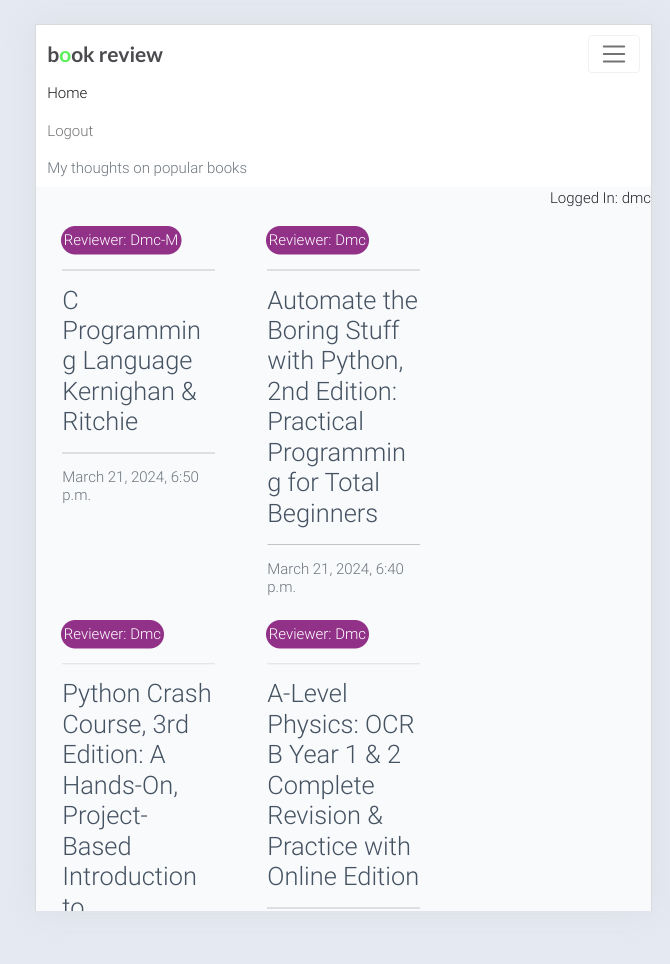 book review
Home
Logout
My thoughts on popular books
Logged In: dmc
Reviewer: Dmc-M
C
Programmin
g Language
Kernighan &
Ritchie
March 21, 2024, 6:50
p.m.
Reviewer: Dmc
Automate the
Boring Stuff
with Python,
2nd Edition:
Practical
Programmin
g for Total
Beginners
March 21, 2024, 6:40
p.m.
Reviewer: Dmc
Python Crash
Course, 3rd
Edition: A
Hands-On,
Project-
Based
Introduction
to
Reviewer: Dmc
A-Level
Physics: OCR
B Year 1 & 2
Complete
Revision &
Practice with
Online Edition